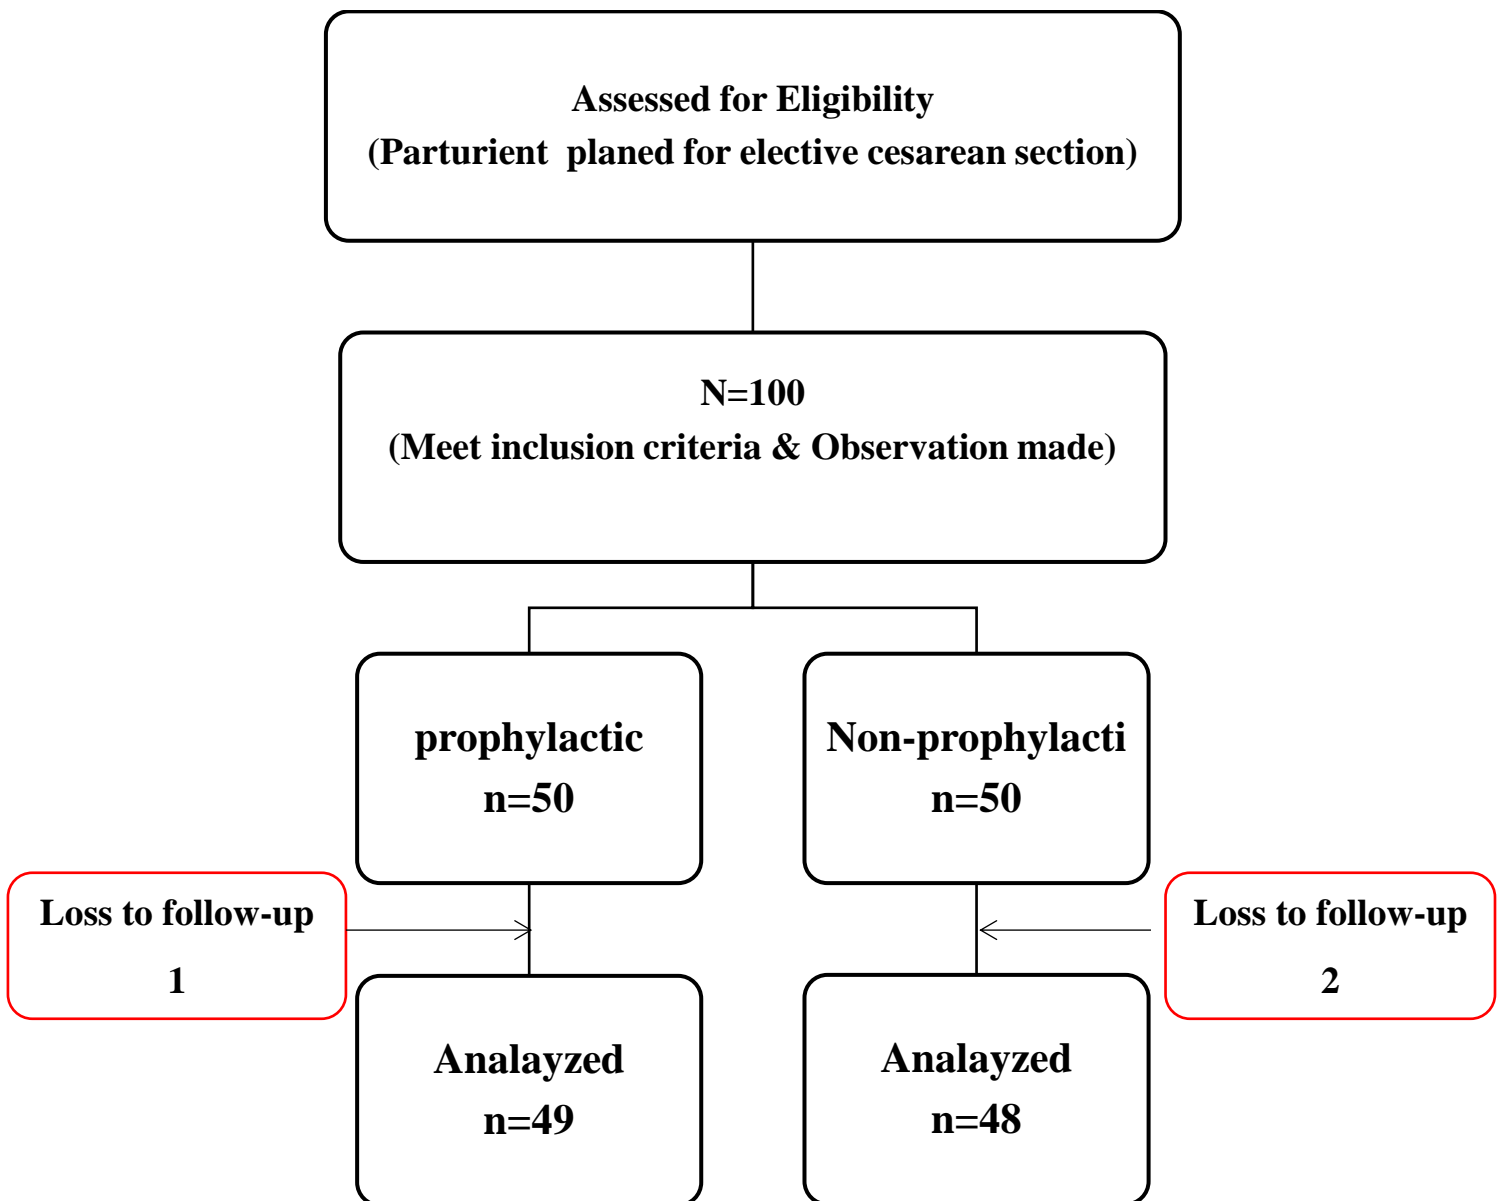 Assessed for Eligibility
(Parturient planed for elective cesarean section)
N=100
(Meet inclusion criteria & Observation made)
prophylactic
n=50
Non-prophylacti
n=50
Loss to follow-up
1
Loss to follow-up
2
Analayzed
n=49
Analayzed
n=48